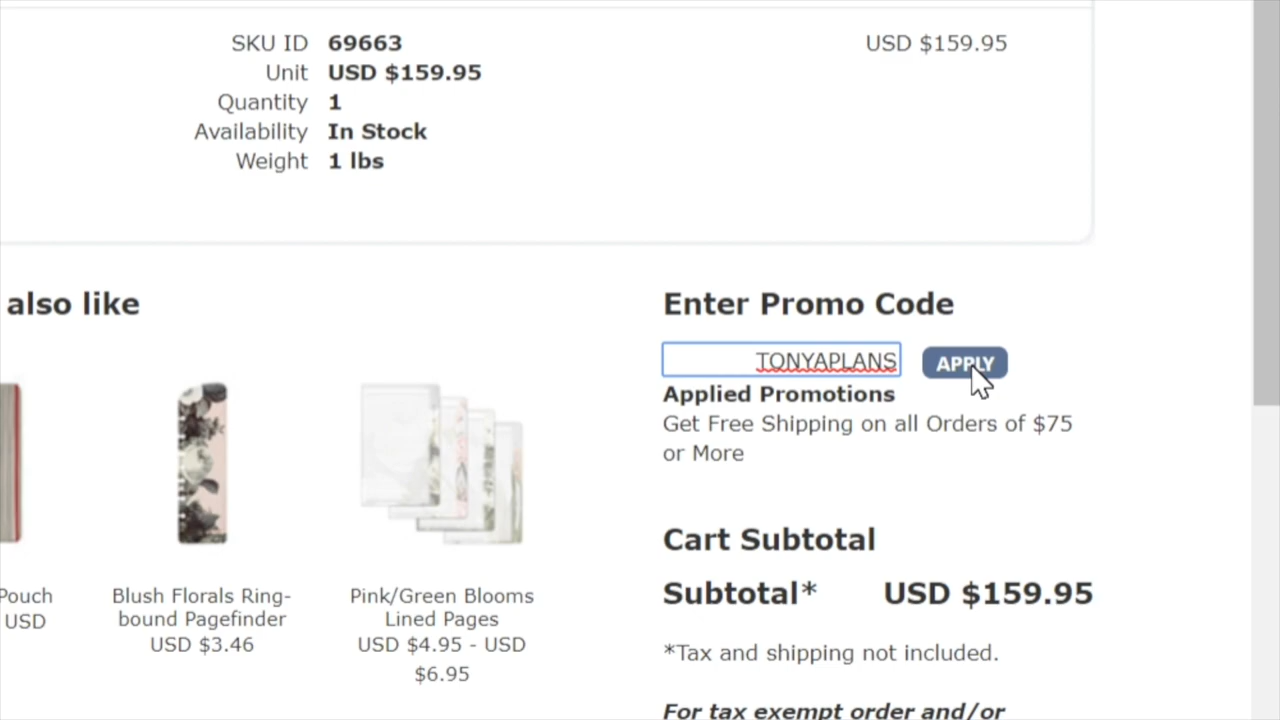 SKU ID 69663 USD $159.95
Unit USD $159.95
Quantity 1
Availability In Stock
Weight 1 lbs
also like
Pouch
USD
Blush Florals Ring-
bound Pagefinder
USD $3.46
Pink/Green Blooms
Lined Pages
USD $4.95 - USD
$6.95
Enter Promo Code
TONYAPLANS APPLY
Applied Promotions
Get Free Shipping on all Orders of $75
or More
Cart Subtotal
Subtotal* USD $159.95
*Tax and shipping not included.
For tax exempt order and/or